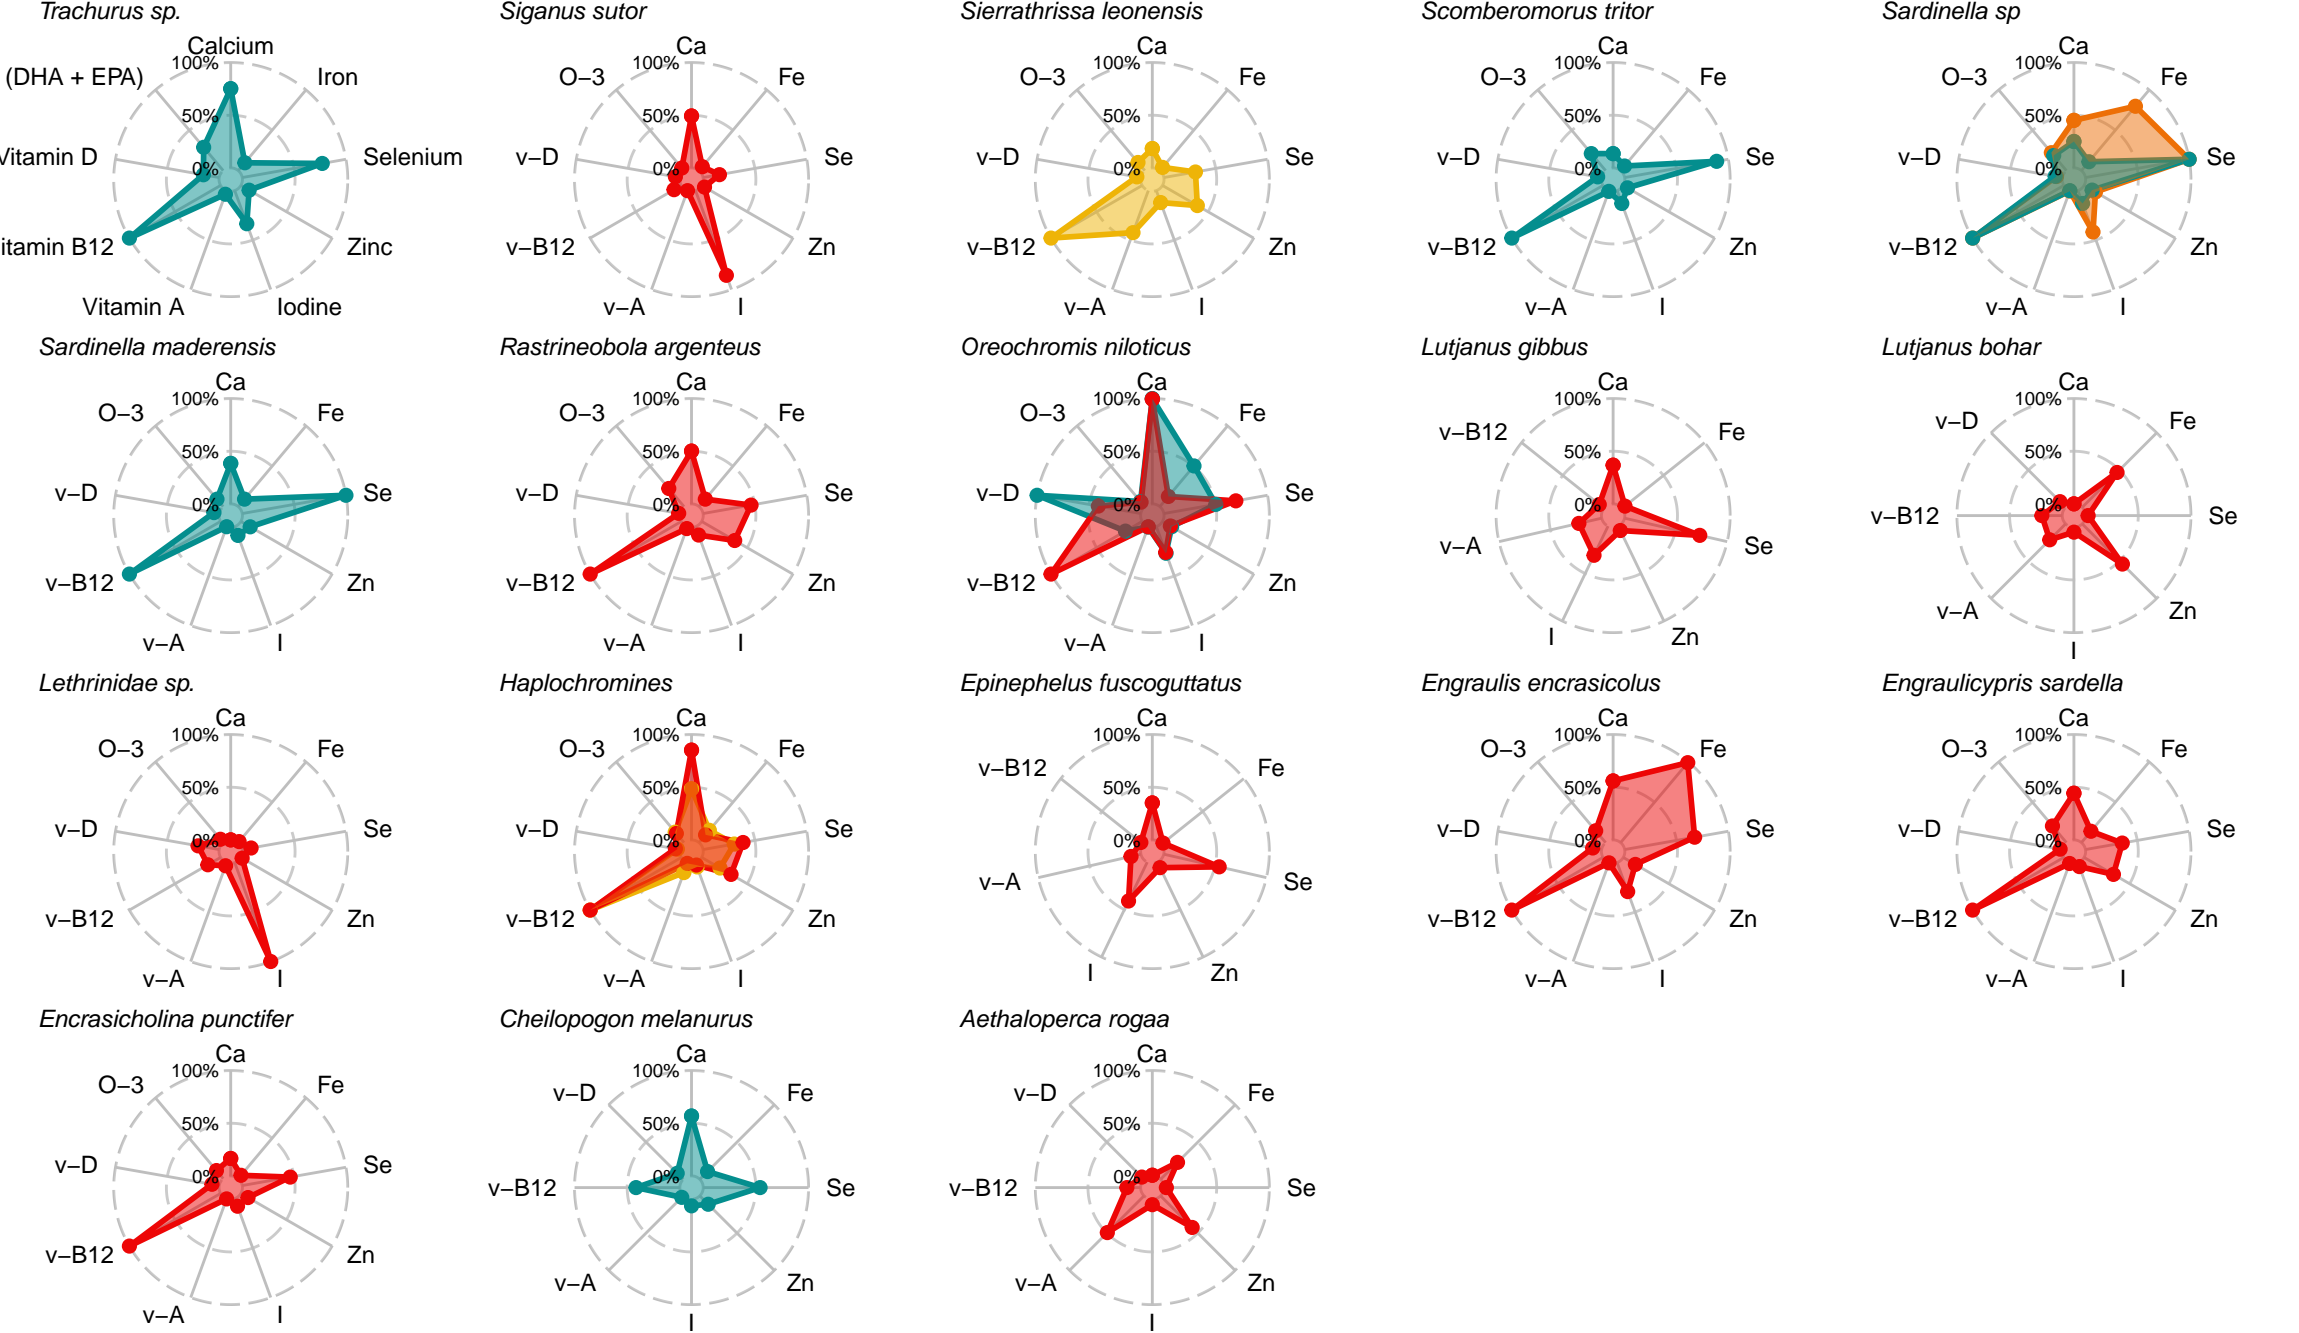 Trachurus sp.
Calcium
100%
50%
0%
(DHA + EPA)
Iron
Vitamin D
Selenium
itamin B12
Zinc
Vitamin A
Iodine
Siganus sutor
Ca
100%
50%
0%
O−3
Fe
v−D
Se
v−B12
Zn
v−A
I
Sierrathrissa leonensis
Ca
100%
50%
0%
O−3
Fe
v−D
Se
v−B12
Zn
v−A
I
Scomberomorus tritor
Ca
100%
50%
0%
O−3
Fe
v−D
Se
v−B12
Zn
v−A
I
Sardinella sp
Ca
100%
50%
0%
O−3
Fe
v−D
Se
v−B12
Zn
v−A
I
Sardinella maderensis
Ca
100%
50%
0%
O−3
Fe
v−D
Se
v−B12
Zn
v−A
I
Rastrineobola argenteus
Ca
100%
50%
0%
O−3
Fe
v−D
Se
v−B12
Zn
v−A
I
Oreochromis niloticus
Ca
100%
50%
0%
O−3
Fe
v−D
Se
v−B12
Zn
v−A
I
Lutjanus gibbus
Ca
100%
50%
0%
v−B12
Fe
v−A
Se
I
Zn
Lutjanus bohar
Ca
100%
50%
0%
v−D
Fe
v−B12
Se
v−A
Zn
I
Lethrinidae sp.
Ca
100%
50%
0%
O−3
Fe
v−D
Se
v−B12
Zn
v−A
I
Haplochromines
Ca
100%
50%
0%
O−3
Fe
v−D
Se
v−B12
Zn
v−A
I
Epinephelus fuscoguttatus
Ca
100%
50%
0%
v−B12
Fe
v−A
Se
I
Zn
Engraulis encrasicolus
Ca
100%
50%
0%
O−3
Fe
v−D
Se
v−B12
Zn
v−A
I
Engraulicypris sardella
Ca
100%
50%
0%
O−3
Fe
v−D
Se
v−B12
Zn
v−A
I
Encrasicholina punctifer
Ca
100%
50%
0%
O−3
Fe
v−D
Se
v−B12
Zn
v−A
I
Cheilopogon melanurus
Ca
100%
50%
0%
v−D
Fe
v−B12
Se
v−A
Zn
I
Aethaloperca rogaa
Ca
100%
50%
0%
v−D
Fe
v−B12
Se
v−A
Zn
I